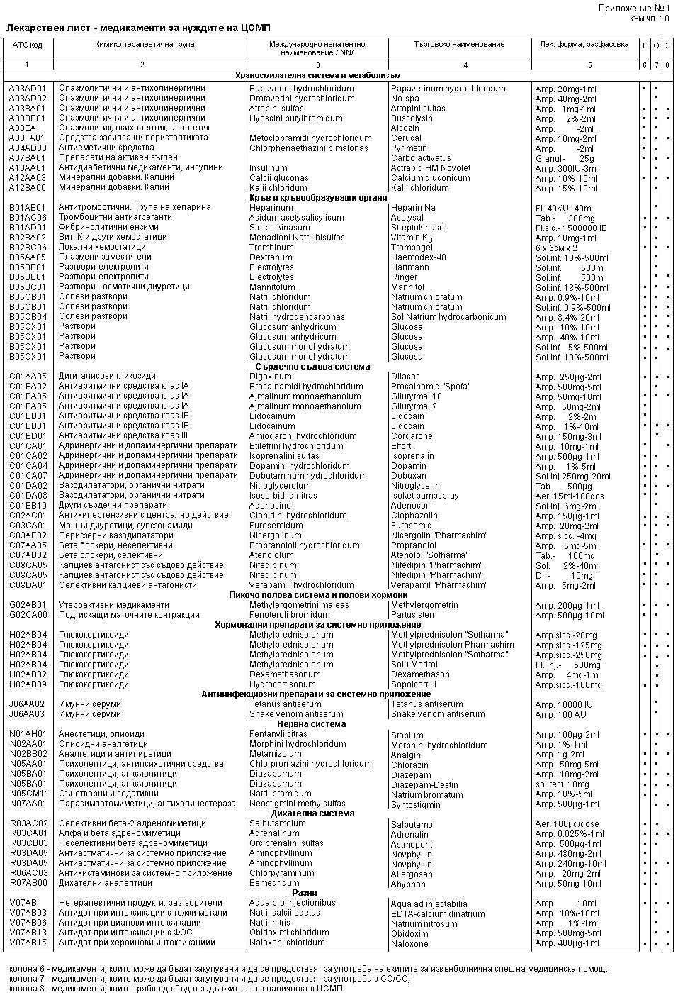 Приложение №1
към чл. 10
Лекарствен лист - медикаменти за нуждите на ЦСМП
АТС код Химико терапевтична група Международно непатентно наименование /INN/ Търговско наименование Лек. форма, разфасовка Е О З
1 2 3 4 5 6 7 8
Храносмилателна система и метаболизъм
A03AD01 Спазмолитични и антихолинергични Papaverini hydrochloridum Papaverinum hydrochloridum Amp. 20mg-1ml
A03AD02 Спазмолитични и антихолинергични Drotaverini hydrochloridum No-spa Amp. 40mg-2ml
A03BA01 Спазмолитични и антихолинергични Atropini sulfas Atropini sulfas Amp. 1mg-1ml
A03BB01 Спазмолитични и антихолинергични Hyoscini butylbromidum Buscolysin Amp. 2%-2ml
A03EA Спазмолитик, психолептик, аналгетик Alcozin Amp. -2ml
A03FA01 Средства засилващи перисталтиката Metoclopramidi hydrochloridum Cerucal Amp. 10mg-2ml
A04AD00 Антиеметични средства Chlorphenaethazini bimalonas Pyrimetin Amp. -2ml
A07BA01 Препарати на активен въглен Carbo activatus Granul- 25g
A10AA01 Антидиабетични медикаменти, инсулини Insulinum Actrapid HM Novolet Amp. 300IU-3ml
A12AA03 Минерални добавки. Калций Calcii gluconas Calcium gluconicum Amp. 10%-10ml
A12BA00 Минерални добавки. Калий Kalii chloridum Kalii chloridum Amp. 15%-10ml
Кръв и кръвообразуващи органи
B01AB01 Антитромботични. Група на хепарина Heparinum Heparin Na Fl. 40KU- 40ml
B01AC06 Тромбоцитни антиагреганти Acidum acetysalicylicum Acetysal Tab.- 300mg
B01AD01 Фибринолитични ензими Streptokinasum Streptokinase Fl.sic.- 1500000 IE
B02BA02 Вит. К и други хемостатици Menadioni Natrii bisulfas Vitamin K3 Amp. 10mg-1ml
B02BC06 Локални хемостатици Trombinum Trombogel 6 x 6см x 2
B05AA05 Плазмени заместители Dextranum Haemodex-40 Sol.inf. 10%-500ml
B05BB01 Разтвори-електролити Electrolytes Hartmann Sol.inf. 500ml
B05BB01 Разтвори-електролити Electrolytes Ringer Sol.inf. 500ml
B05BC01 Разтвори - осмотични диуретици Mannitolum Mannitol Sol.inf. 18%-500ml
B05CB01 Солеви разтвори Natrii chloridum Natrium chloratum Amp. 0.9%-10ml
B05CB01 Солеви разтвори Natrii chloridum Natrium chloratum Sol.inf. 0.9%-500ml
B05CB04 Солеви разтвори Natrii hydrogencarbonas Sol.Natrium hydrocarbonicum Amp. 8.4%-20ml
B05CX01 Разтвори Glucosum anhydricum Glucosa Amp. 10%-10ml
B05CX01 Разтвори Glucosum anhydricum Glucosa Amp. 40%-10ml
B05CX01 Разтвори Glucosum monohydratum Glucosa Sol.inf. 5%-500ml
B05CX01 Разтвори Glucosum monohydratum Glucosa Sol.inf. 10%-500ml
Сърдечно съдова система
C01AA05 Дигиталисови гликозиди Digoxinum Dilacor Amp. 250µg-2ml
C01BA02 Антиаритмични средства клас IA Procainamidi hydrochloridum Procainamid "Spofa" Amp. 500mg-5ml
C01BA05 Антиаритмични средства клас IA Ajmalinum monoaethanolum Gilurytmal 10 Amp. 50mg-10ml
C01BA05 Антиаритмични средства клас IA Ajmalinum monoaethanolum Gilurytmal 2 Amp. 50mg-2ml
C01BB01 Антиаритмични средства клас IB Lidocainum Lidocain Amp. 2%-2ml
C01BB01 Антиаритмични средства клас IB Lidocainum Lidocain Amp. 1%-10ml
C01BD01 Антиаритмични средства клас III Amiodaroni hydrochloridum Cordarone Amp. 150mg-3ml
C01CA01 Адринергични и допаминергични препарати Etilefrini hydrochloridum Effortil Amp. 10mg-1ml
C01CA02 Адринергични и допаминергични препарати Isoprenalini sulfas Isoprenalin Amp. 500µg-1ml
C01CA04 Адринергични и допаминергични препарати Dopamini hydrochloridum Dopamin Amp. 1%-5ml
C01CA07 Адринергични и допаминергични препарати Dobutaminum hydrochloridum Dobuxan Sol.inj.250mg-20ml
C01DA02 Вазодилататори, органични нитрати Nitroglycerolum Nitroglycerin Tab. 500µg
C01DA08 Вазодилататори, органични нитрати Isosorbidi dinitras Isoket pumpspray Aer. 15ml-100dos
C01EB10 Други сърдечни препарати Adenosine Adenocor Sol.Inj. 6mg-2ml
C02AC01 Антихипертензивни с централно действие Clonidini hydrochloridum Clophazolin Amp. 150µg-1ml
C03CA01 Мощни диуретици, сулфонамиди Furosemidum Furosemid Amp. 20mg-2ml
C03AE02 Периферни вазодилататори Nicergolinum Nicergolin "Pharmachim" Amp. sicc. -4mg
C07AA05 Бета блокери, неселективни Propranololi hydrochloridum Propranolol Amp. 5mg-5ml
C07AB02 Бета блокери, селективни Atenololum Atenolol "Sofharma" Tab.- 100mg
C08CA05 Калциев антагонист със съдово действие Nifedipinum Nifedipin "Pharmachim" Sol. 2%-40ml
C08CA05 Калциев антагонист със съдово действие Nifedipinum Nifedipin "Pharmachim" Dr.- 10mg
C08DA01 Селективни калциеви антагонисти Verapamili hydrochloridum Verapamil "Pharmachim" Amp. 5mg-2ml
Пикочо полова система и полови хормони
G02AB01 Утероактивни медикаменти Methylergometrini maleas Methylergometrin Amp. 200µg-1ml
G02CA00 Подтискащи маточните контракции Fenoteroli bromidum Partusisten Amp. 500µg-10ml
Хормонални препарати за системно приложение
H02AB04 Глюкокортикоиди Methylprednisolonum Methylprednisolon "Sofharma" Amp.sicc.-20mg
H02AB04 Глюкокортикоиди Methylprednisolonum Methylprednisolon Pharmachim Amp.sicc.-125mg
H02AB04 Глюкокортикоиди Methylprednisolonum Methylprednisolon "Sofharma" Amp.sicc.-250mg
H02AB04 Глюкокортикоиди Methylprednisolonum Solu Medrol Fl. Inj.- 500mg
H02AB02 Глюкокортикоиди Dexamethasonum Dexamethason Amp. 4mg-1ml
H02AB09 Глюкокортикоиди Hydrocortisonum Sopolcort H Amp.sicc.-100mg
Антиинфекциозни препарати за системно приложение
J06AA02 Имунни серуми Tetanus antiserum Tetanus antiserum Amp. 10000 IU
J06AA03 Имунни серуми Snake venom antiserum Snake venom antiserum Amp. 100 AU
Нервна система
N01AH01 Анестетици, опиоиди Fentanyli citras Stobium Amp. 100µg-2ml
N02AA01 Опиоидни аналгетици Morphini hydrochloridum Morphini hydrochloridum Amp. 1%-1ml
N02BB02 Аналгетици и антипиретици Metamizolum Analgin Amp. 1g-2ml
N05AA01 Психолептици, антипсихотични средства Chlorpromazini hydrochloridum Chlorazin Amp. 50mg-5ml
N05BA01 Психолептици, анксиолитици Diazapamum Diazepam Amp. 10mg-2ml
N05BA01 Психолептици, анксиолитици Diazapamum Diazepam-Destin sol.rect. 10mg
N05CM11 Сънотворни и седативни Natrii bromidum Natrium bromatum Amp. 10%-5ml
N07AA01 Парасимпатомиметици, антихолинестераза Neostigmini methylsulfas Syntostigmin Amp. 500µg-1ml
Дихателна система
R03AC02 Селективни бета-2 адреномиметици Salbutamolum Salbutamol Aer. 100µg/dose
R03CA01 Алфа и бета адреномиметици Adrenalinum Adrenalin Amp. 0.025%-1ml
R03CB03 Неселективни бета адреномиметици Orciprenalini sulfas Astmopent Amp. 500µg-1ml
R03DA05 Антиастматични за системно приложение Aminophyllinum Novphyllin Amp. 480mg-2ml
R03DA05 Антиастматични за системно приложение Aminophyllinum Novphyllin Amp. 240mg-10ml
R06AC03 Антихистаминови за системно приложение Chlorpyraminum Allergosan Amp. 20mg-2ml
R07AB00 Дихателни аналептици Bemegridum Ahypnon Amp. 50mg-10ml
Разни
V07AB Нетерапевтични продукти, разтворители Aqua pro injectionibus Aqua ad injectabilia Amp. -10ml
V07AB03 Антидот при интоксикации с тежки метали Natrii calcii edetas EDTA-calcium dinatrium Amp. 10%-10ml
V07AB06 Антидот при цианови интоксикации Natrii nitris Natrium nitrosum Amp. 1%-1ml
V07AB13 Антидот при интоксикации с ФОС Obidoximi chloridum Obidoxim Amp. 500mg-5ml
V07AB15 Антидот при хероинови интоксикациии Naloxoni chloridum Naloxone Amp. 400µg-1ml
колона 6 - медикаменти, които може да бъдат закупувани и да се предоставят за употреба на екипите за извънболнична спешна медицинска помощ;
колона 7 - медикаменти, които може да бъдат закупувани и да се предоставят за употреба в СО/СС;
колона 8 - медикаменти, които трябва да бъдат задължително в наличност в ЦСМП.